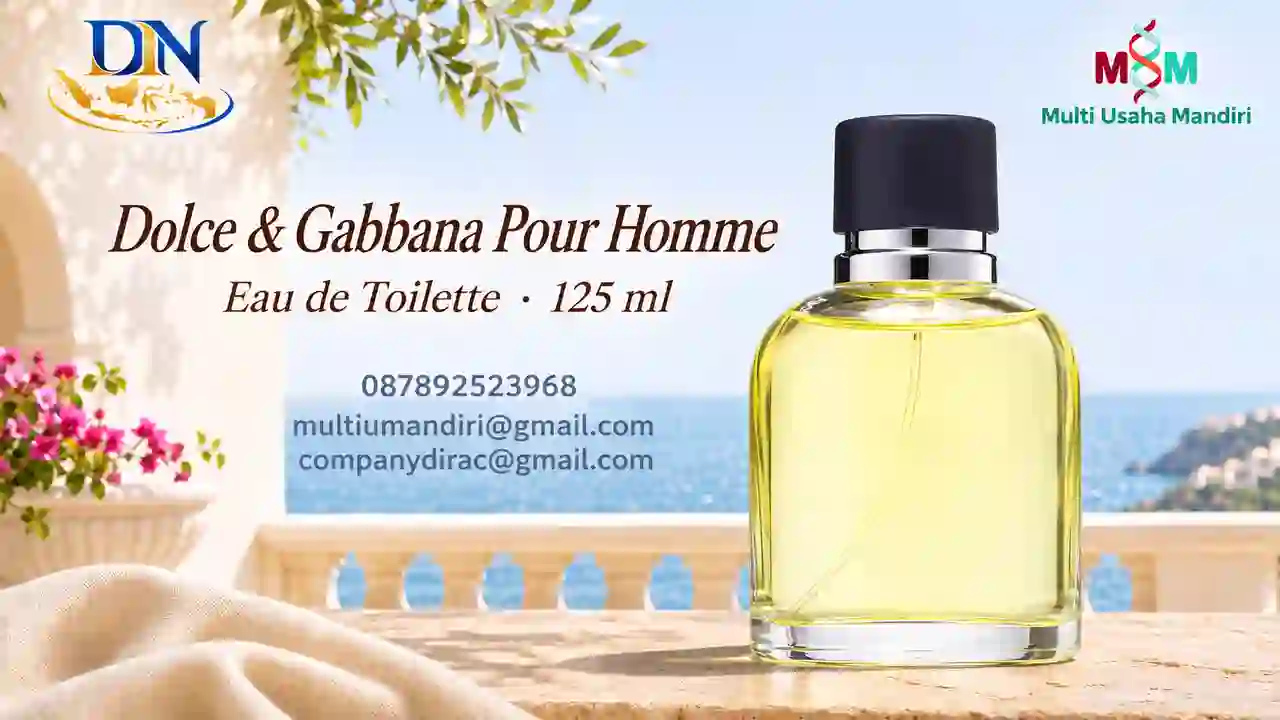 DN
MSM
Multi Usaha Mandiri
Dolce & Gabbana Pour Homme
Eau de Toilette · 125 ml
087892523968
multiumandiri@gmail.com
companydirac@gmail.com